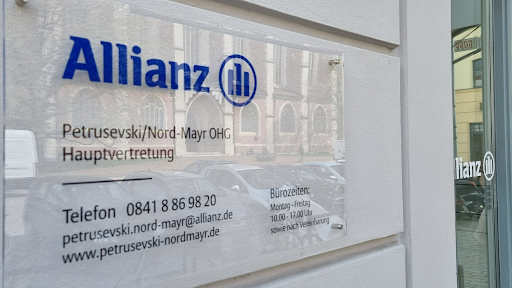 Allianz
Petrusevski/Nord-Mayr OHG
Hauptvertretung
Telefon 0841 8 86 98 20
petrusevski.nord-mayr@allianz.de
www.petrusevski-nordmayr.de
Bürozeiten:
Montag - Freitag
10:00 - 17:00 Uhr
sowie nach Vereinbarung
llianz